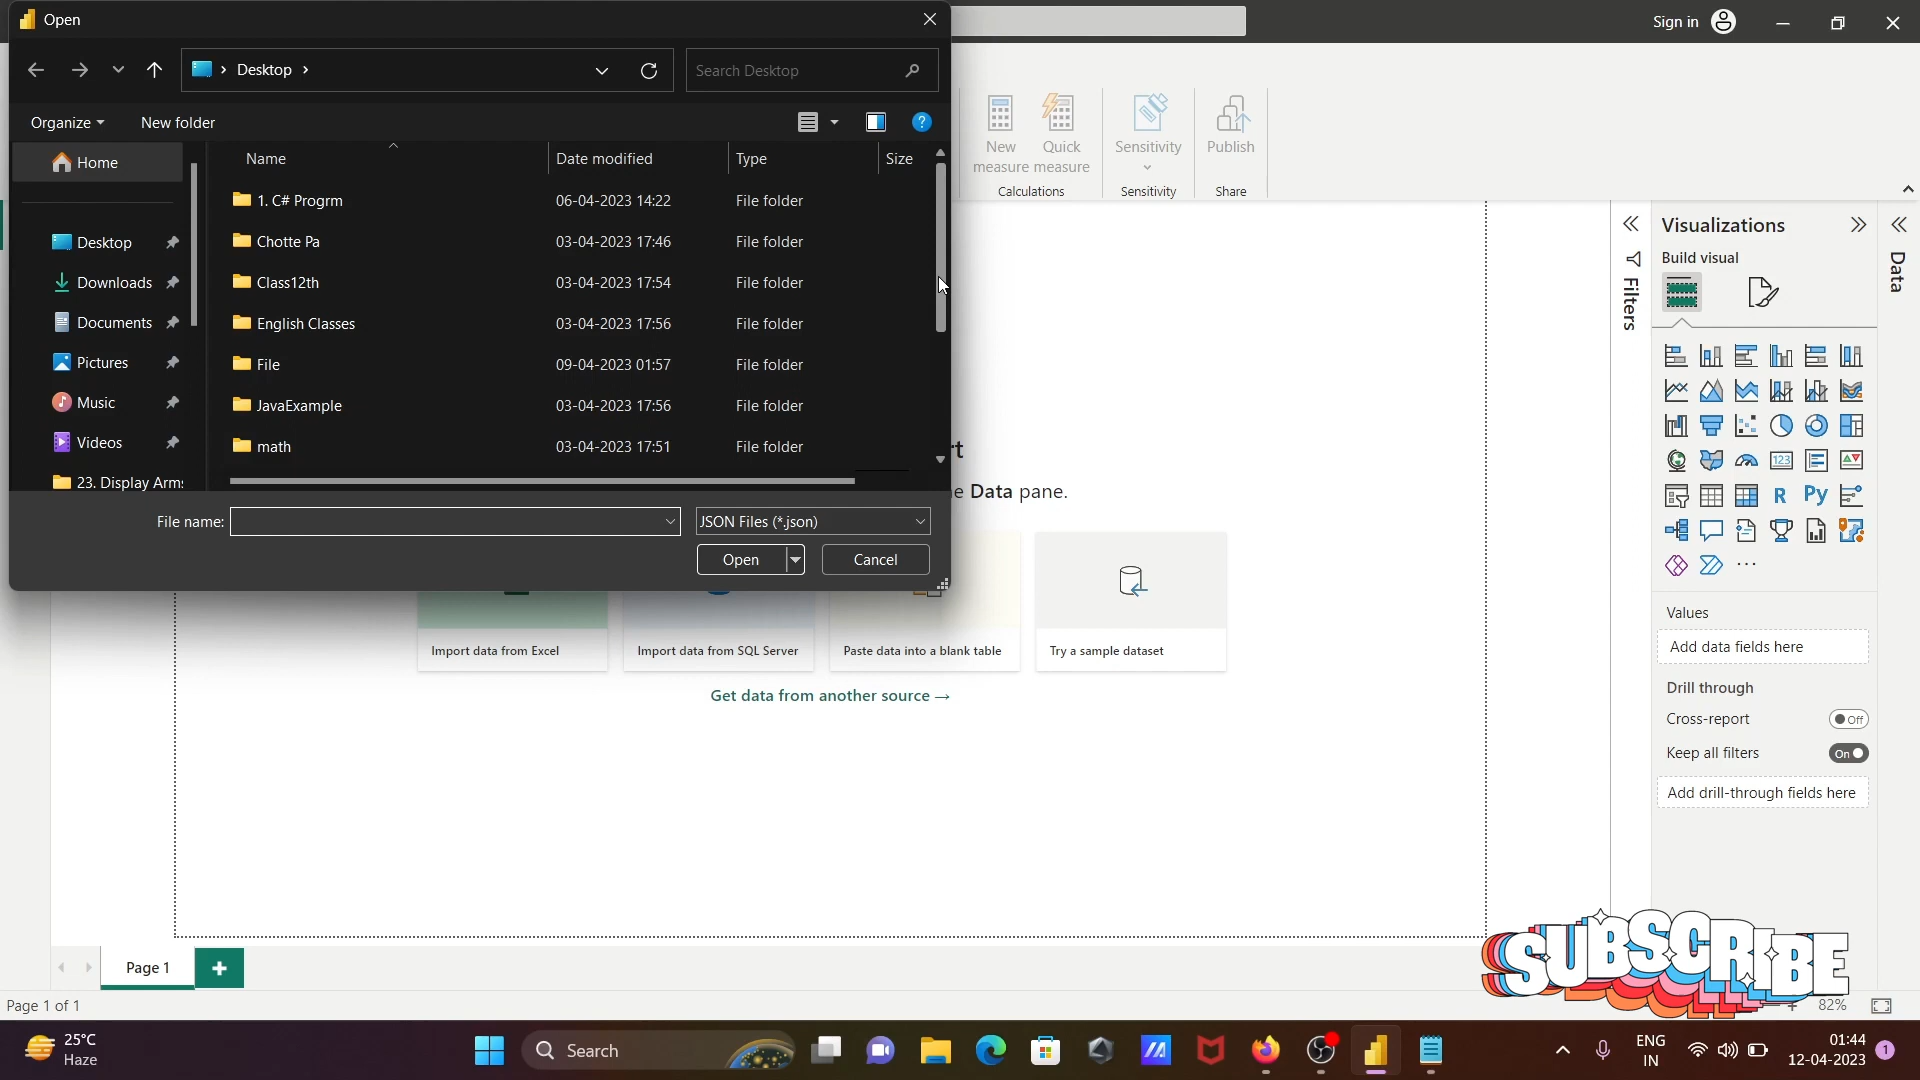 Open
Sign in
Desktop
Search Desktop
Organize
New folder
Home
Name
Date modified
Type
Size
1. C# Progrm
06-04-2023 14:22
File folder
Chotte Pa
03-04-2023 17:46
File folder
Class12th
03-04-2023 17:54
File folder
English Classes
03-04-2023 17:56
File folder
File
09-04-2023 01:57
File folder
JavaExample
03-04-2023 17:56
File folder
math
03-04-2023 17:51
File folder
Desktop
Downloads
Documents
Pictures
Music
Videos
23. Display Arms
File name:
JSON Files (*.json)
Open
Cancel
New
measure
Quick
measure
Calculations
Sensitivity
Sensitivity
Publish
Share
e Data pane.
Import data from Excel
Import data from SQL Server
Paste data into a blank table
Try a sample dataset
Get data from another source →
Filters
Visualizations
Build visual
123
R
Py
Values
Add data fields here
Drill through
Cross-report
Off
Keep all filters
On
Add drill-through fields here
Data
SUBSCRIBE
Page 1
Page 1 of 1
82%
25°C
Haze
Search
ENG
IN
01:44
12-04-2023
1